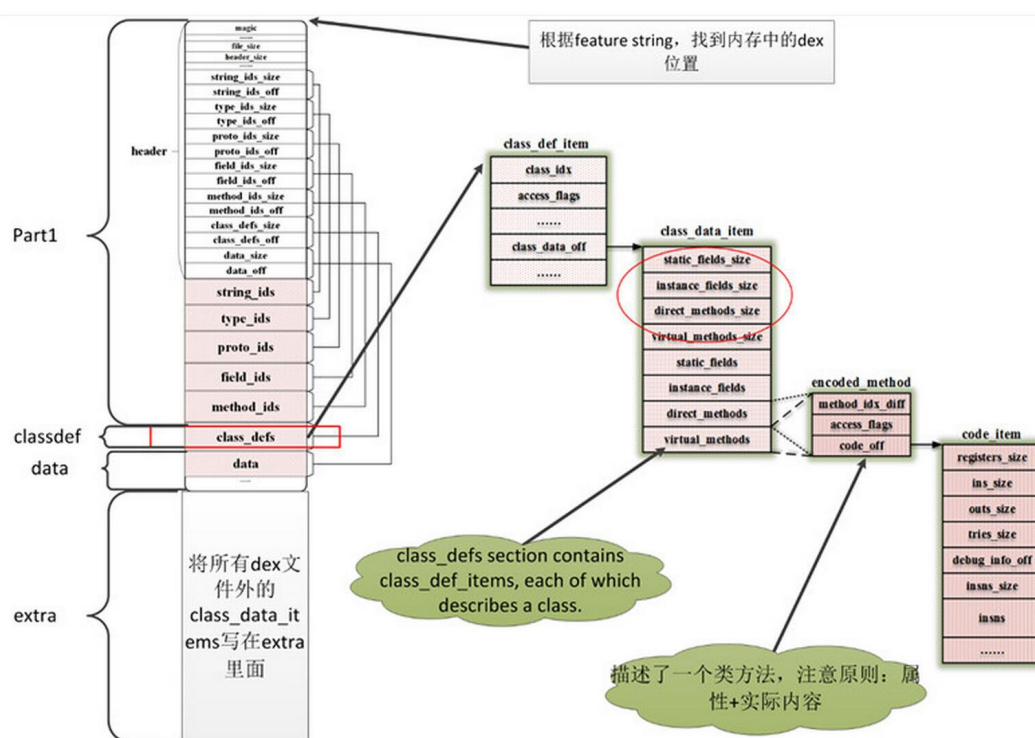 magic
......
file_size
header_size
......
string_ids_size
string_ids_off
type_ids_size
type_ids_off
proto_ids_size
proto_ids_off
field_ids_size
field_ids_off
method_ids_size
method_ids_off
class_defs_size
class_defs_off
data_size
data_off
header
string_ids
type_ids
proto_ids
field_ids
method_ids
class_defs
data
......
Part1
classdef
data
extra
将所有dex文
件外的
class_data_it
ems写在extra
里面
根据feature string，找到内存中的dex
位置
class_def_item
class_idx
access_flags
......
class_data_off
......
class_data_item
static_fields_size
instance_fields_size
direct_methods_size
virtual_methods_size
static_fields
instance_fields
direct_methods
virtual_methods
encoded_method
method_idx_diff
access_flags
code_off
code_item
registers_size
ins_size
outs_size
tries_size
debug_info_off
insns_size
insns
......
class_defs section contains
class_def_items, each of which
describes a class.
描述了一个类方法，注意原则：属
性+实际内容